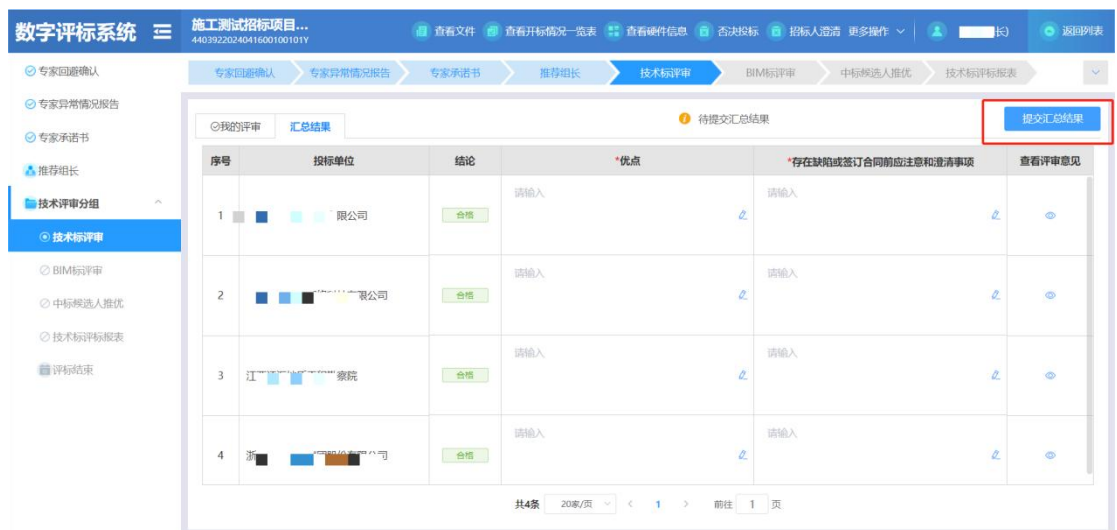 数字评标系统
施工测试招标项目...
4403922024041600100101Y
查看文件 查看开标情况一览表 查看硬件信息 否决投标 招标人澄清 更多操作
长)
返回列表
专家回避确认
专家异常情况报告
专家承诺书
推荐组长
技术评审分组
技术标评审
BIM标评审
中标候选人推优
技术标评标报表
评标结束
专家回避确认 专家异常情况报告 专家承诺书 推荐组长 技术标评审 BIM标评审 中标候选人推优 技术标评标报表
我的评审 汇总结果
待提交汇总结果
提交汇总结果
序号 投标单位 结论 *优点 *存在缺陷或签订合同前应注意和澄清事项 查看评审意见
1 限公司 合格 请输入 请输入
2 限公司 合格 请输入 请输入
3 江 察院 合格 请输入 请输入
4 浙 司 合格 请输入 请输入
共4条 20家/页 < 1 > 前往 1 页